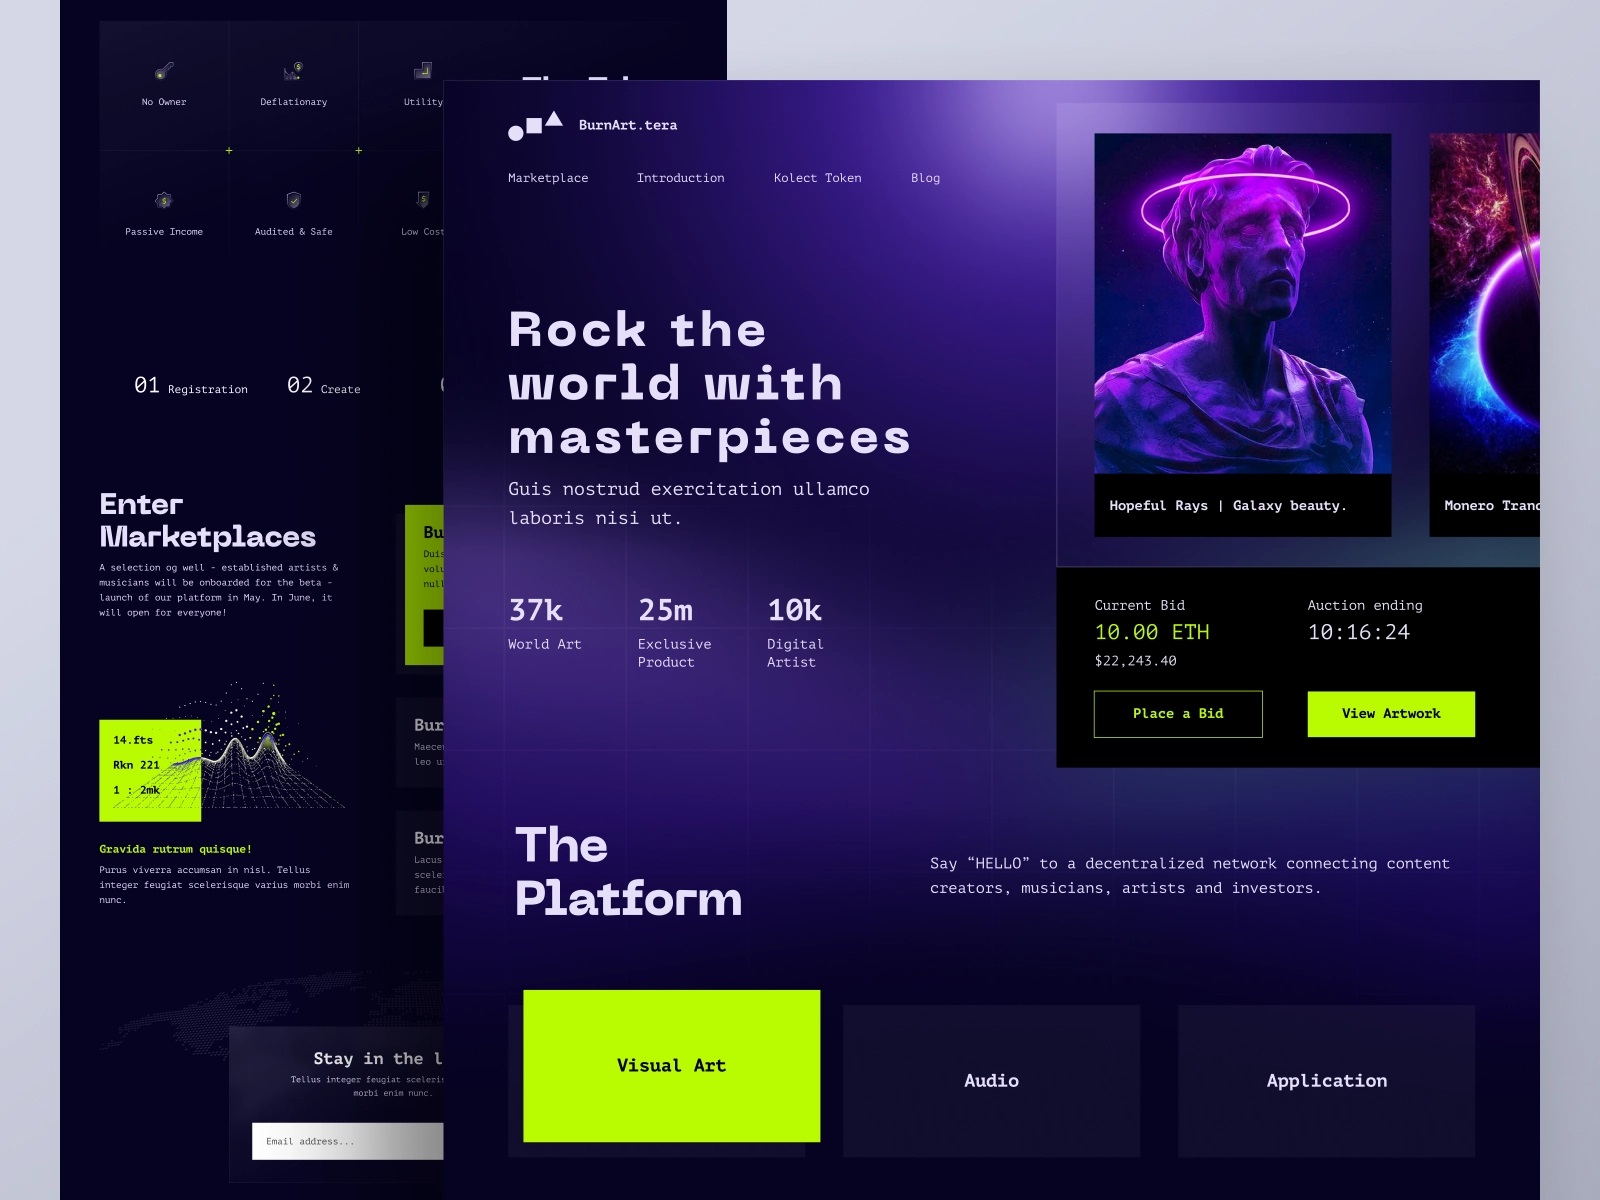 No Owner
Deflationary
Utility
Passive Income
Audited & Safe
Low Cost
01 Registration
02 Create
Enter
Marketplaces
A selection og well - established artists &
musicians will be onboarded for the beta -
launch of our platform in May. In June, it
will open for everyone!
14.fts
Rkn 221
1 : 2mk
Gravida rutrum quisque!
Purus viverra accumsan in nisl. Tellus
integer feugiat scelerisque varius morbi enim
nunc.
Bu
Duis
volu
null
Bur
Maecen
leo u
Bur
Lacus
sceler
faucib
Stay in the l
Tellus integer feugiat sceleris
morbi enim nunc.
Email address...
BurnArt.tera
Marketplace
Introduction
Kolect Token
Blog
Rock the
world with
masterpieces
Guis nostrud exercitation ullamco
laboris nisi ut.
37k
World Art
25m
Exclusive
Product
10k
Digital
Artist
Hopeful Rays | Galaxy beauty.
Monero Tranq
Current Bid
10.00 ETH
$22,243.40
Auction ending
10:16:24
Place a Bid
View Artwork
The
Platform
Say “HELLO” to a decentralized network connecting content
creators, musicians, artists and investors.
Visual Art
Audio
Application